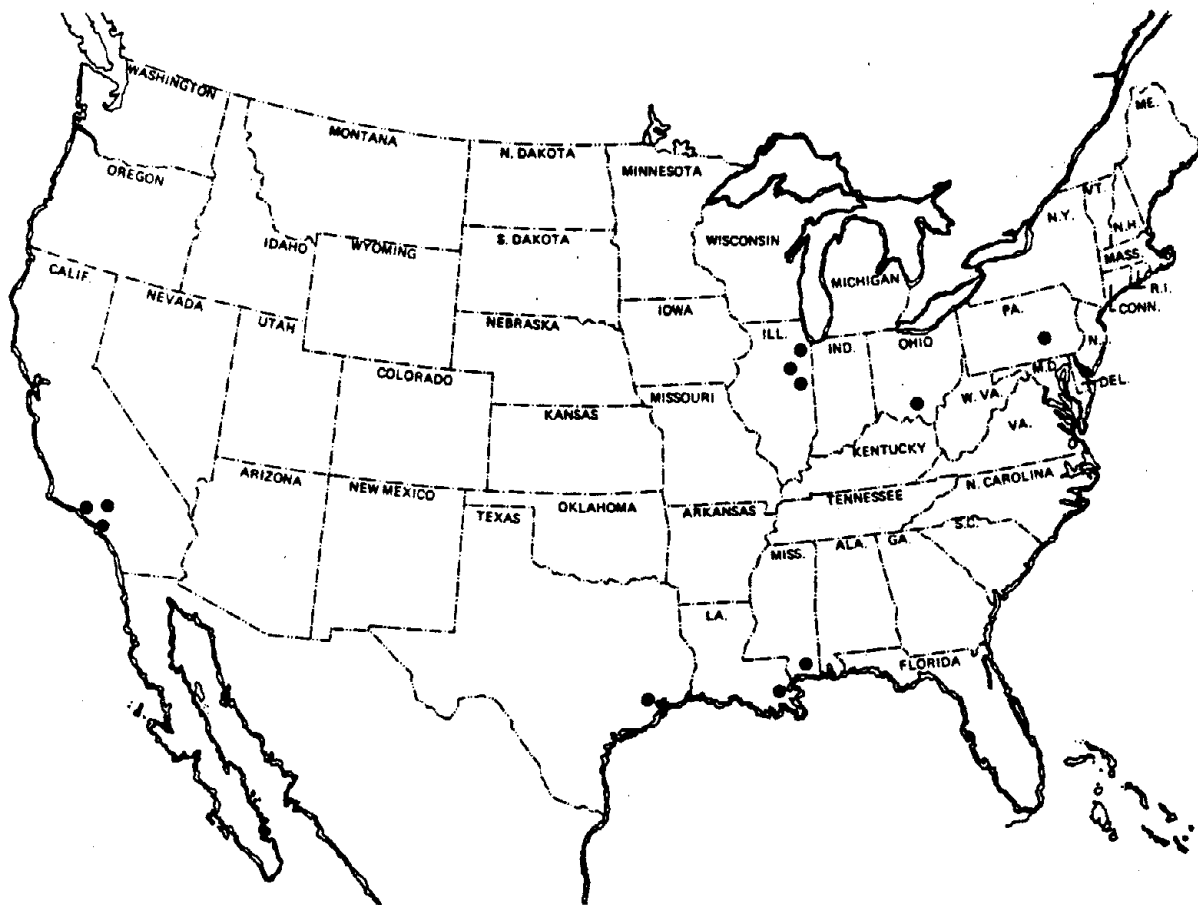 WASHINGTON
ME.
MONTANA
N. DAKOTA
MINNESOTA
OREGON
VT.
N.Y.
N.H.
IDAHO
WYOMING
S. DAKOTA
WISCONSIN
MASS.
CALIF.
MICHIGAN
R.I.
NEVADA
CONN.
UTAH
NEBRASKA
IOWA
PA.
ILL.
IND.
OHIO
N.
COLORADO
M.D.
DEL.
KANSAS
MISSOURI
W. VA.
VA.
KENTUCKY
ARIZONA
NEW MEXICO
N. CAROLINA
TENNESSEE
TEXAS
OKLAHOMA
ARKANSAS
S.C.
MISS.
ALA.
GA.
LA.
FLORIDA